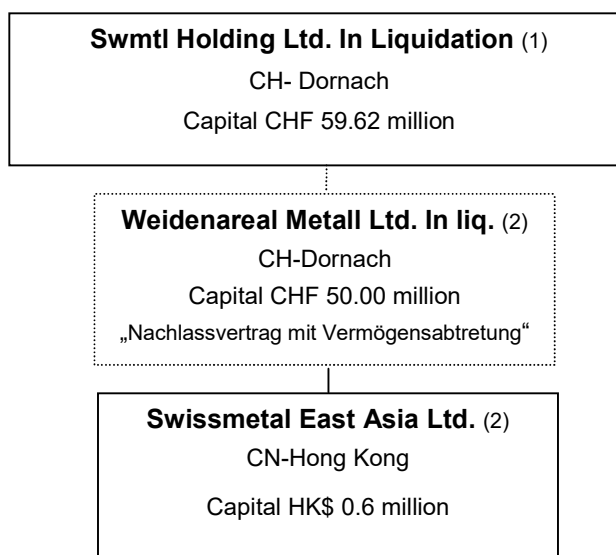 Swmtl Holding Ltd. In Liquidation (1)
CH- Dornach
Capital CHF 59.62 million
Weidenareal Metall Ltd. In liq. (2)
CH-Dornach
Capital CHF 50.00 million
„Nachlassvertrag mit Vermögensabtretung“
Swissmetal East Asia Ltd. (2)
CN-Hong Kong
Capital HK$ 0.6 million